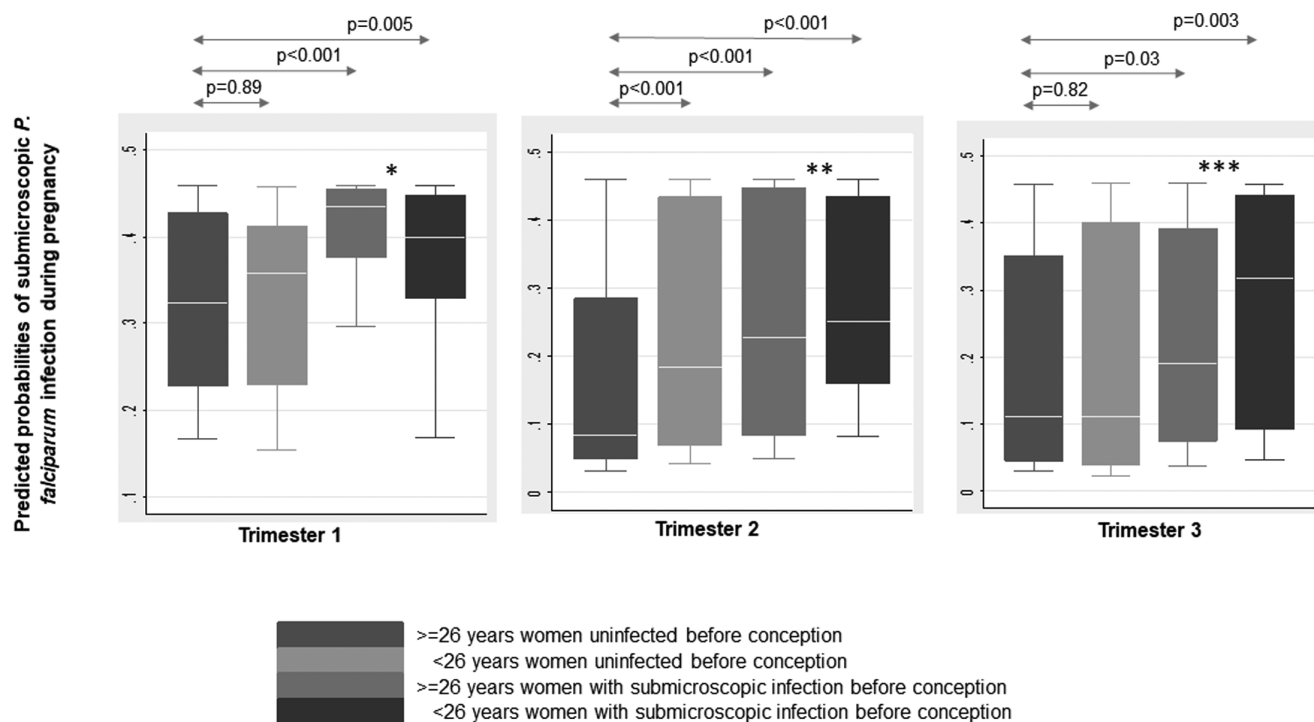 p=0.005
p<0.001
p=0.89
p<0.001
p<0.001
p<0.001
p=0.003
p=0.03
p=0.82
Predicted probabilities of submicroscopic P.
falciparum infection during pregnancy
.5
.4
.3
.2
.1
*
Trimester 1
.5
.4
.3
.2
.1
0
**
Trimester 2
.5
.4
.3
.2
.1
0
***
Trimester 3
>=26 years women uninfected before conception
<26 years women uninfected before conception
>=26 years women with submicroscopic infection before conception
<26 years women with submicroscopic infection before conception